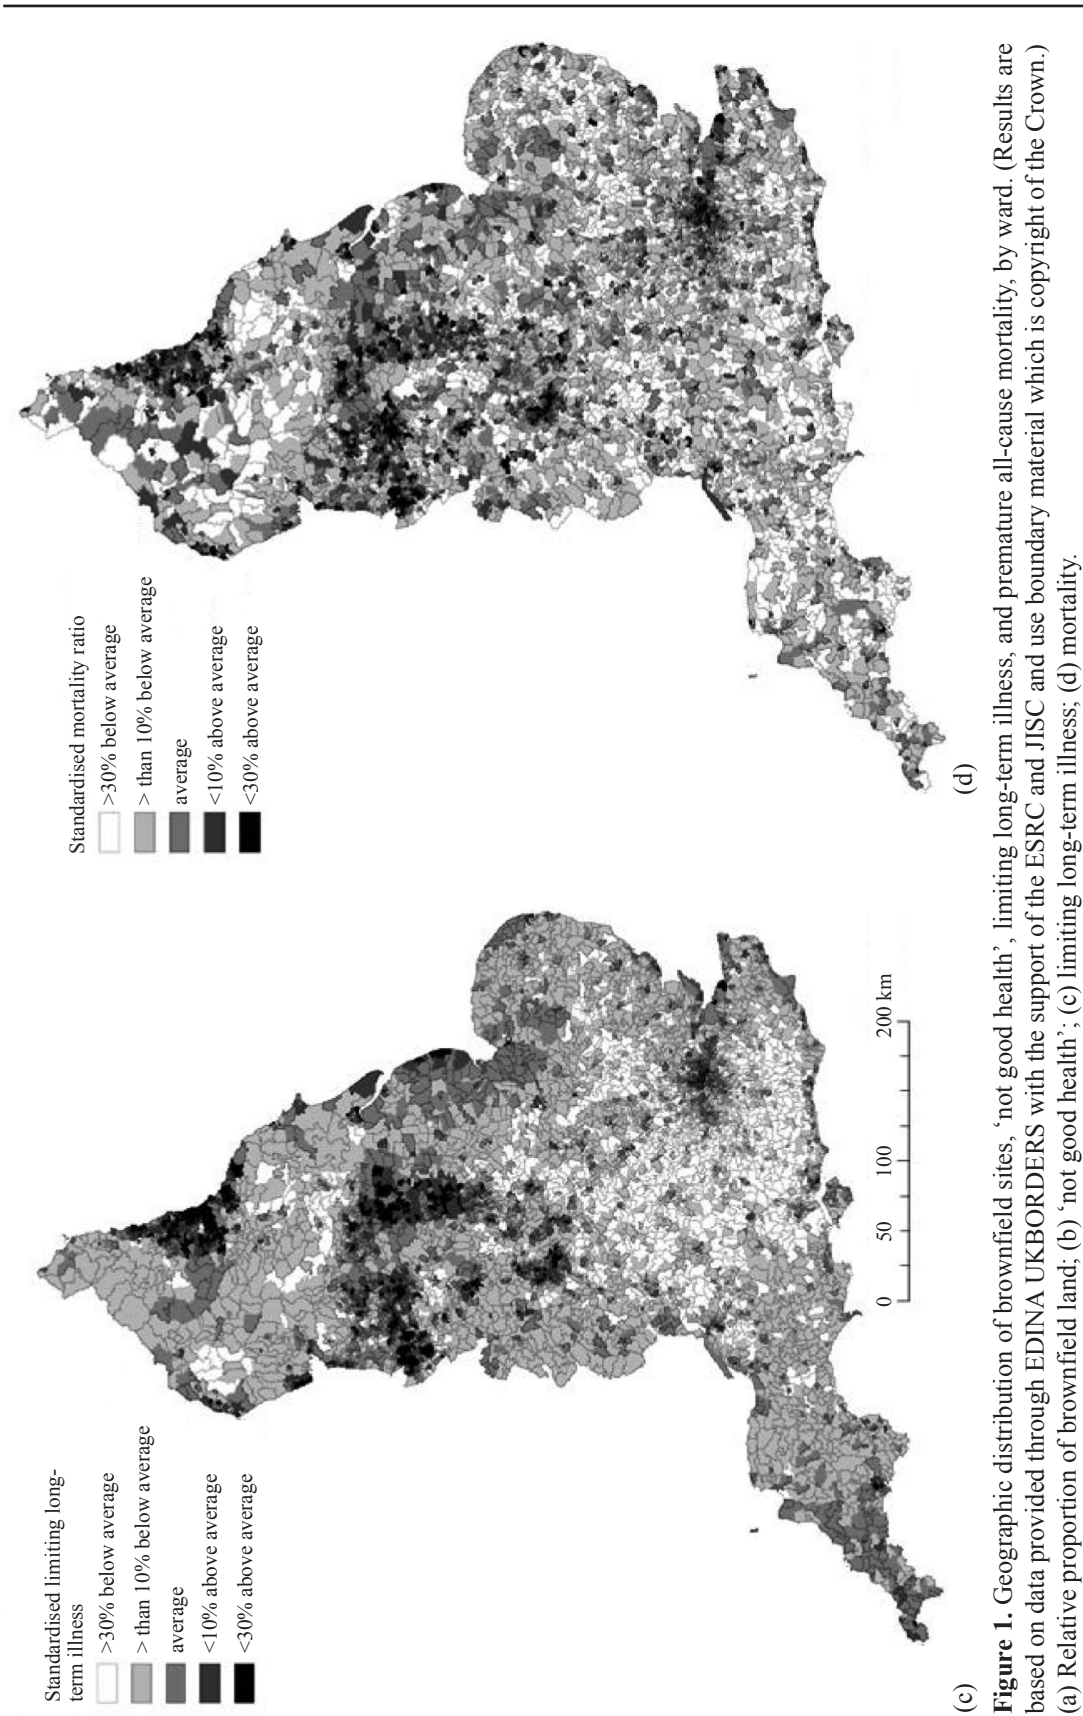 Standardised limiting long-
term illness
>30% below average
> than 10% below average
average
<10% above average
<30% above average
0 50 100 200 km
(c)
Standardised mortality ratio
>30% below average
> than 10% below average
average
<10% above average
<30% above average
(d)
Figure 1. Geographic distribution of brownfield sites, ‘not good health’, limiting long-term illness, and premature all-cause mortality, by ward. (Results are
based on data provided through EDINA UKBORDERS with the support of the ESRC and JISC and use boundary material which is copyright of the Crown.)
(a) Relative proportion of brownfield land; (b) ‘not good health’; (c) limiting long-term illness; (d) mortality.